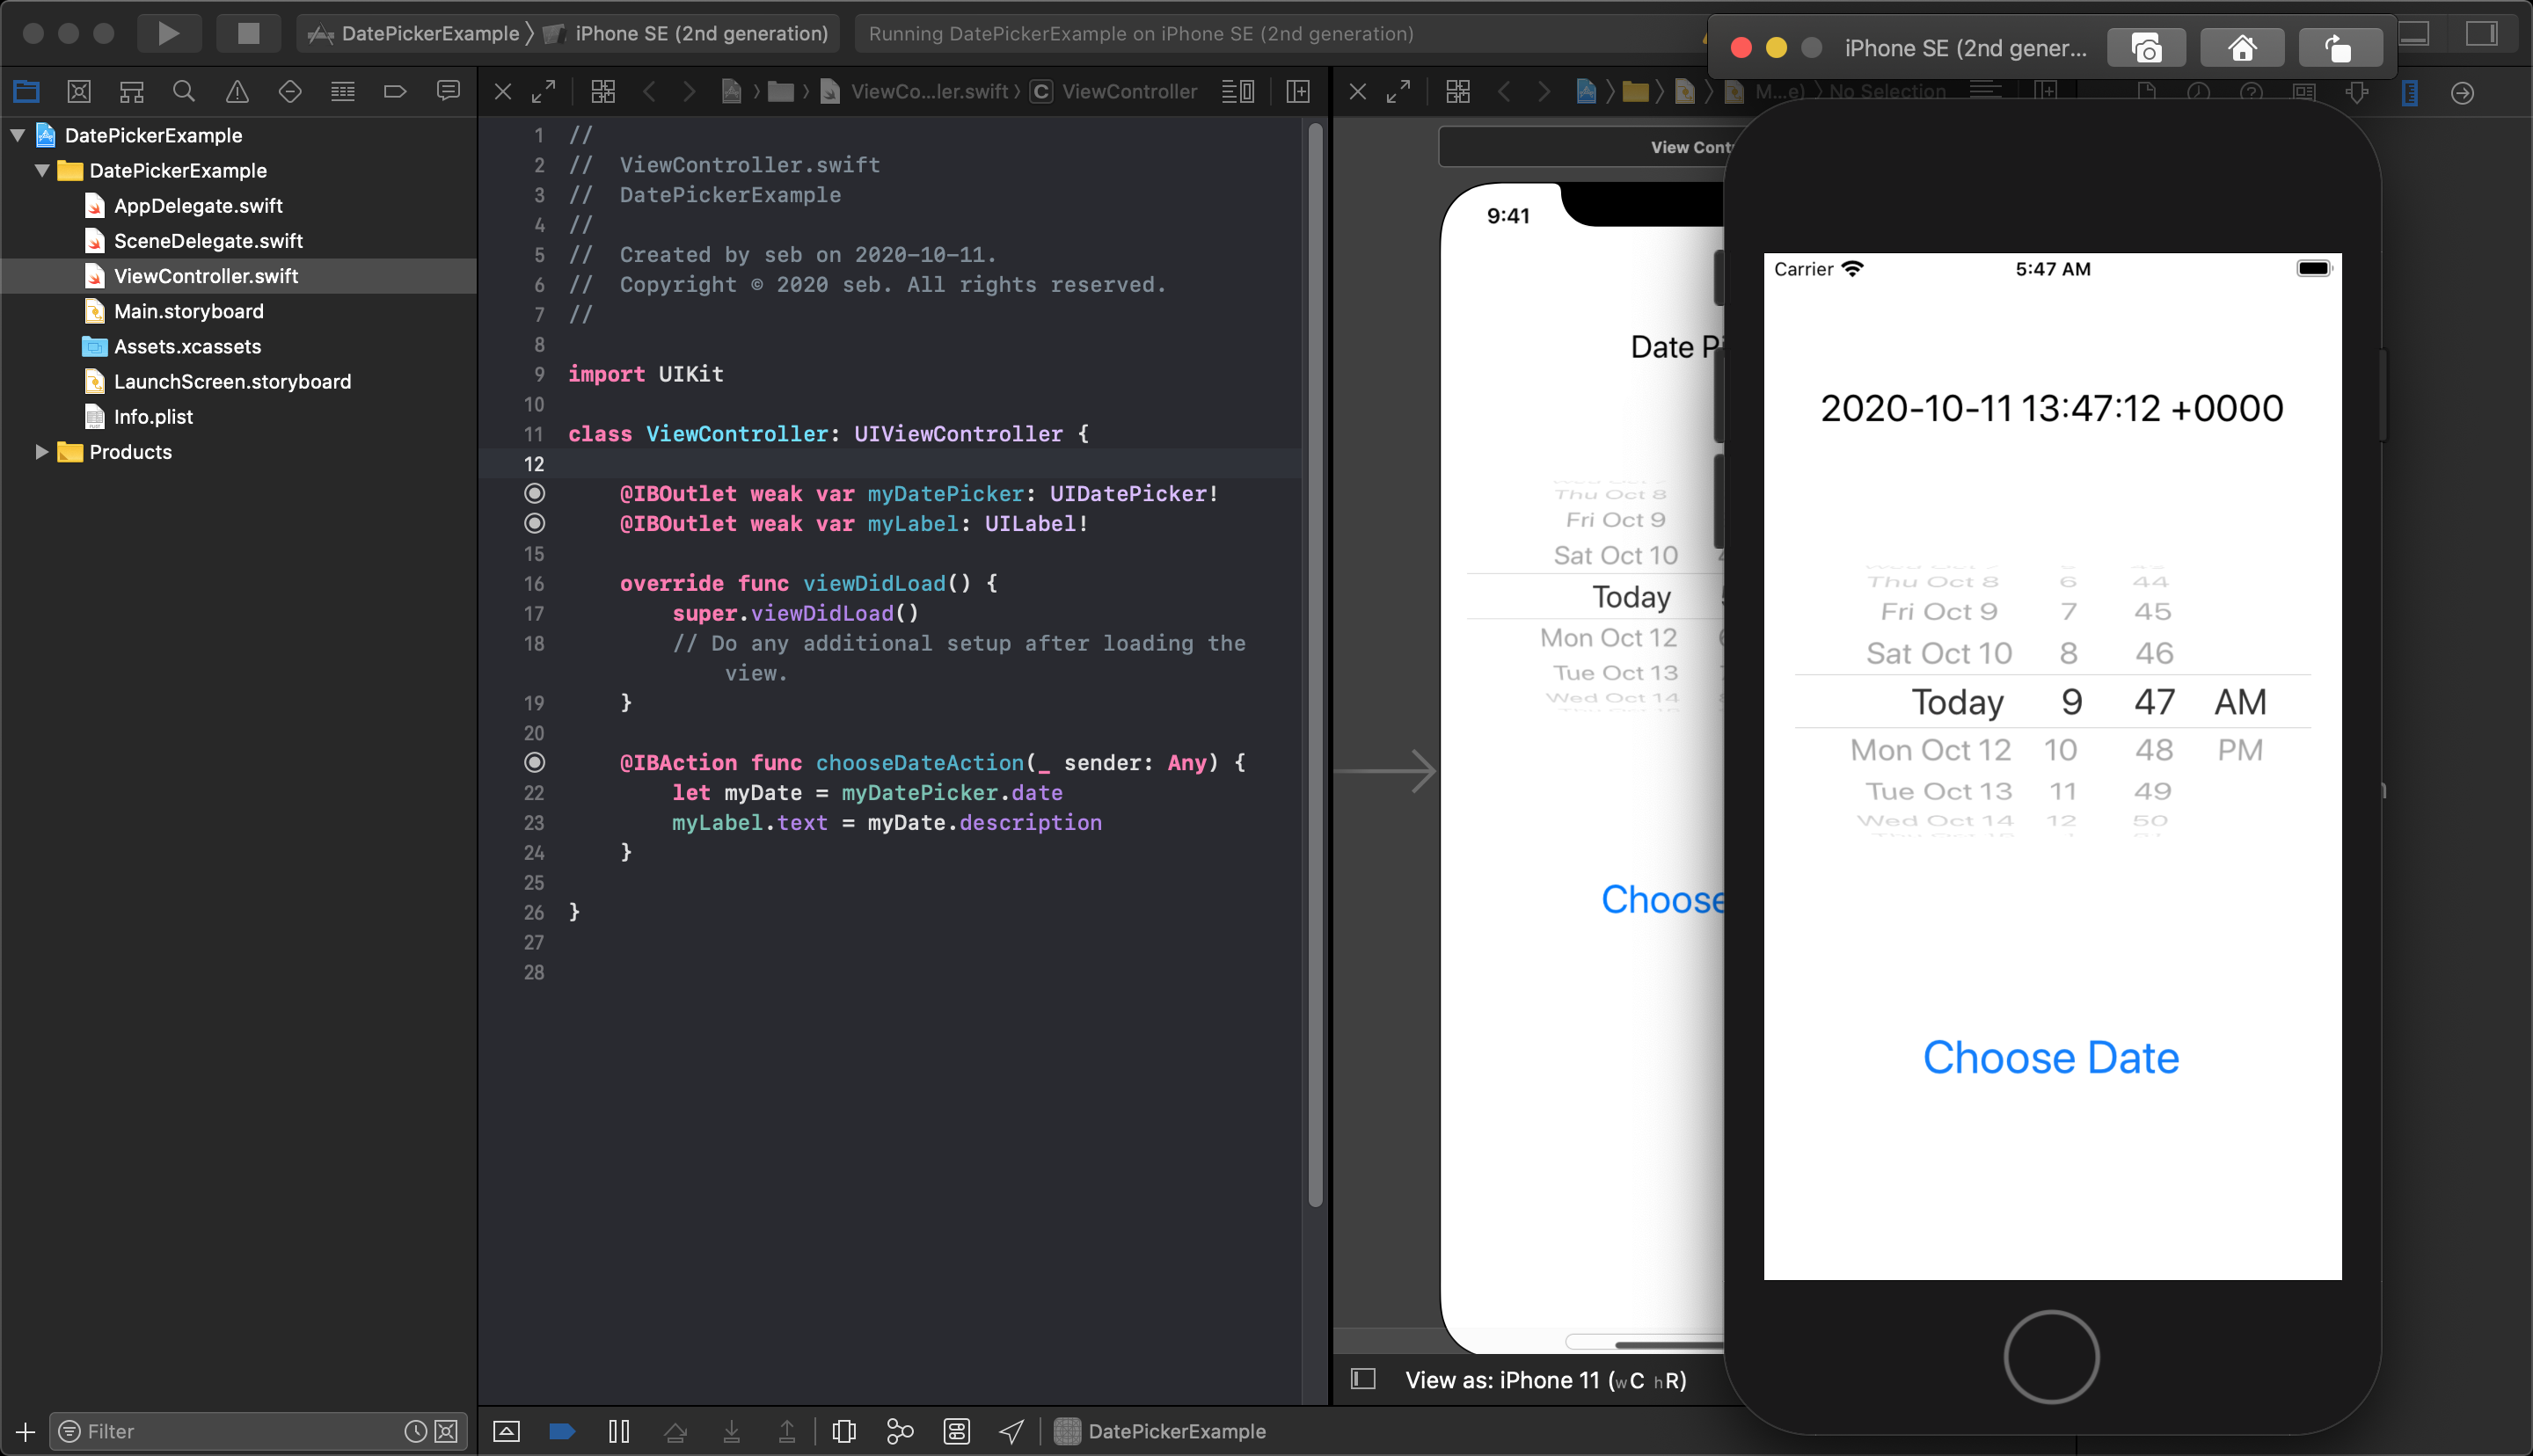 DatePickerExample 〉 iPhone SE (2nd generation)
Running DatePickerExample on iPhone SE (2nd generation)
iPhone SE (2nd gener...
ViewCo...ler.swift 〉 C ViewController
M...e) 〉 No Selection
DatePickerExample
DatePickerExample
AppDelegate.swift
SceneDelegate.swift
ViewController.swift
Main.storyboard
Assets.xcassets
LaunchScreen.storyboard
Info.plist
Products
Filter
1 //
2 //  ViewController.swift
3 //  DatePickerExample
4 //
5 //  Created by seb on 2020-10-11.
6 //  Copyright © 2020 seb. All rights reserved.
7 //
8
9 import UIKit
10
11 class ViewController: UIViewController {
12
@IBOutlet weak var myDatePicker: UIDatePicker!
@IBOutlet weak var myLabel: UILabel!
15
16 override func viewDidLoad() {
17 super.viewDidLoad()
18 // Do any additional setup after loading the
view.
19 }
20
@IBAction func chooseDateAction(_ sender: Any) {
22 let myDate = myDatePicker.date
23 myLabel.text = myDate.description
24 }
25
26 }
27
28
DatePickerExample
View Cont
9:41
Date P
Thu Oct 8
Fri Oct 9
Sat Oct 10
Today
Mon Oct 12
Tue Oct 13
Wed Oct 14
Choose
View as: iPhone 11 (wC hR)
Carrier 5:47 AM
2020-10-11 13:47:12 +0000
Thu Oct 8 6 44
Fri Oct 9 7 45
Sat Oct 10 8 46
Today 9 47 AM
Mon Oct 12 10 48 PM
Tue Oct 13 11 49
Wed Oct 14 12 50
Choose Date